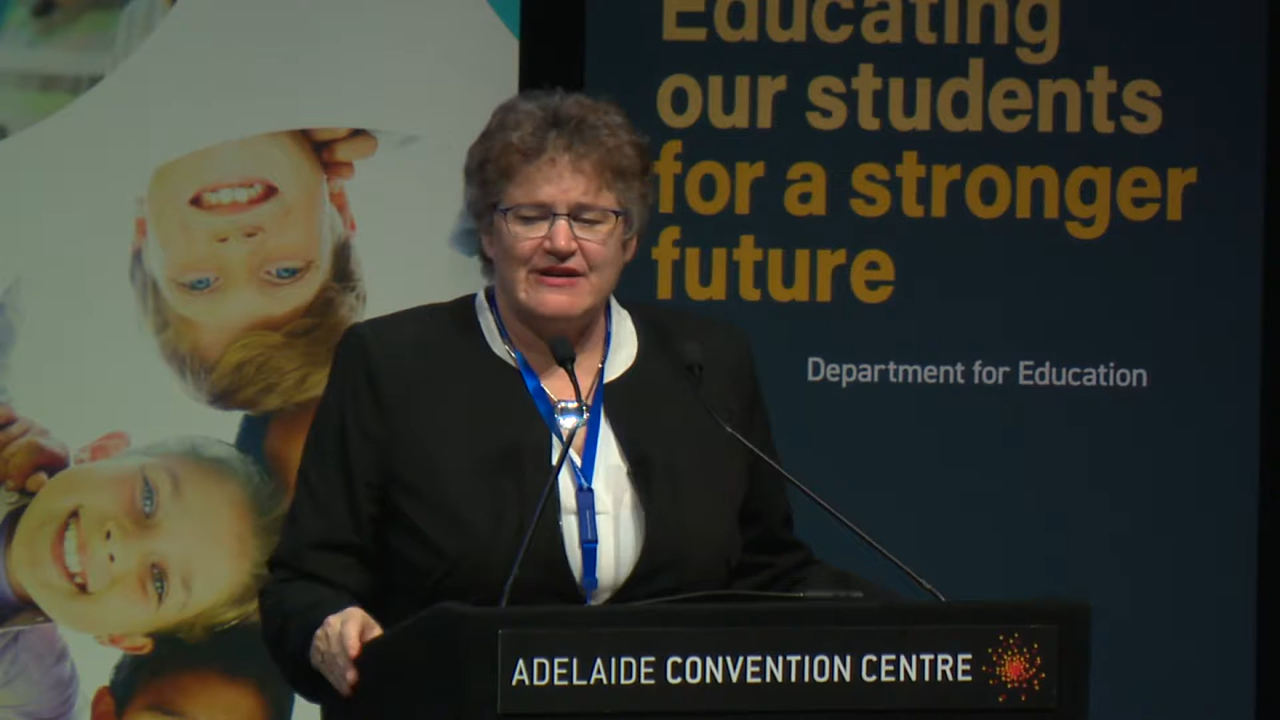 Educating
our students
for a stronger
future
Department for Education
ADELAIDE CONVENTION CENTRE